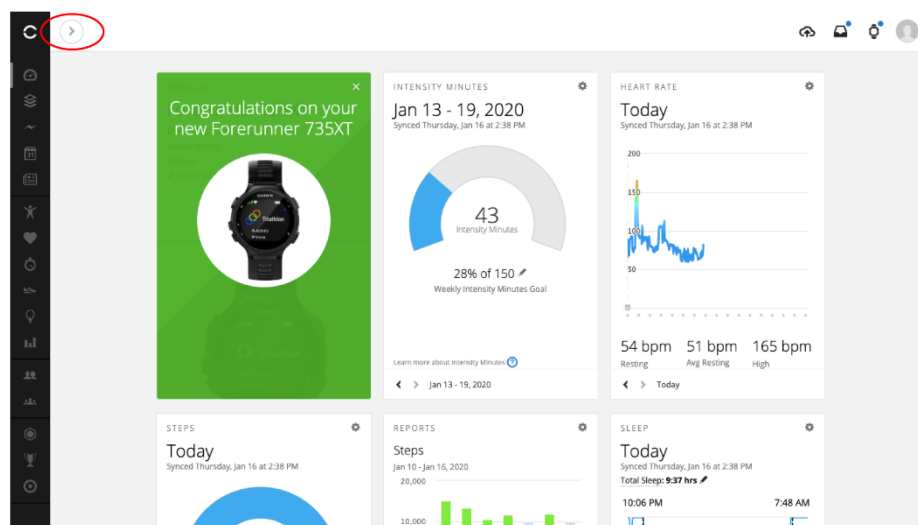 31
Congratulations on your
new Forerunner 735XT
GARMIN
Triathlon
INTENSITY MINUTES
Jan 13 - 19, 2020
Synced Thursday, Jan 16 at 2:38 PM
43
Intensity Minutes
28% of 150
Weekly Intensity Minutes Goal
Learn more about Intensity Minutes ?
Jan 13 - 19, 2020
HEART RATE
Today
Synced Thursday, Jan 16 at 2:38 PM
200
150
100
50
54 bpm 51 bpm 165 bpm
Resting Avg Resting High
Today
STEPS
Today
Synced Thursday, Jan 16 at 2:38 PM
REPORTS
Steps
Jan 10 - Jan 16, 2020
20,000
10,000
SLEEP
Today
Synced Thursday, Jan 16 at 2:38 PM
Total Sleep: 9:37 hrs
10:06 PM 7:48 AM